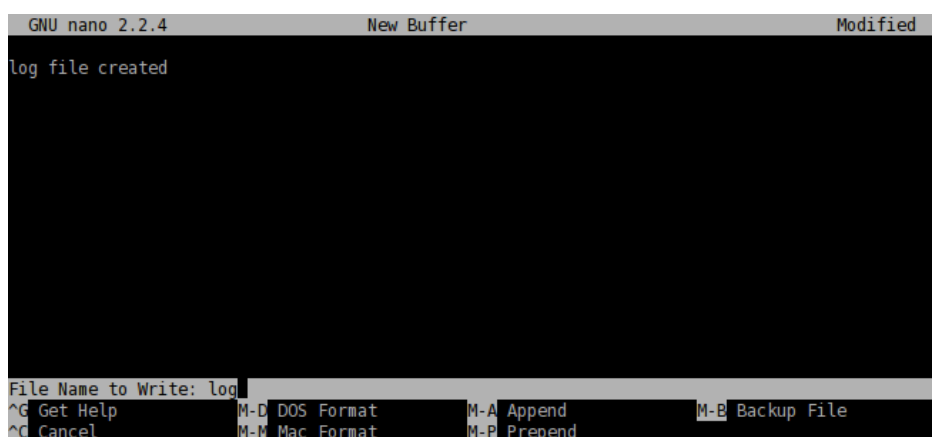 GNU nano 2.2.4 New Buffer Modified
log file created
File Name to Write: log
^G Get Help M-D DOS Format M-A Append M-B Backup File
^C Cancel M-M Mac Format M-P Prepend